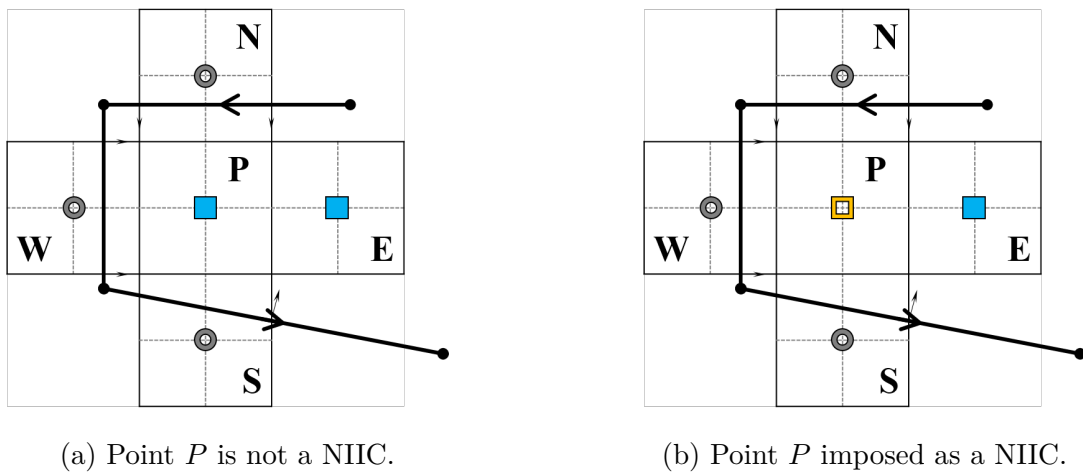 N
P
W
E
S
N
P
W
E
S
(a) Point P is not a NIIC.
(b) Point P imposed as a NIIC.